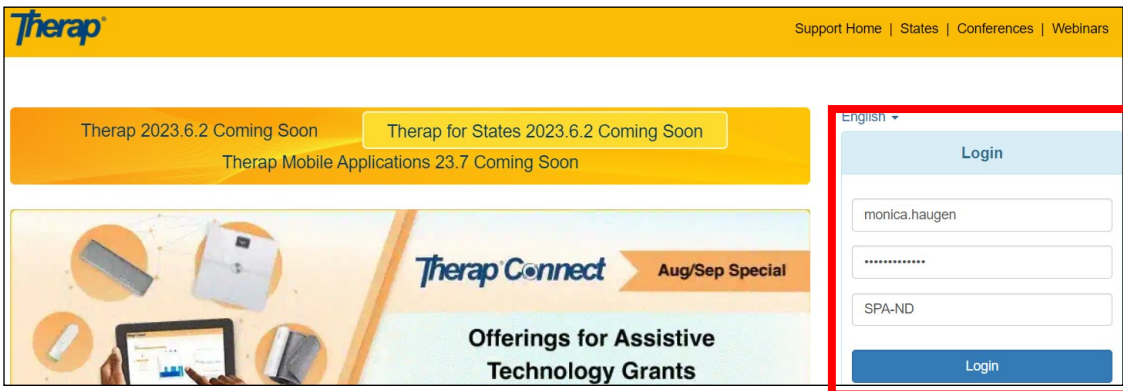 Therap
Support Home | States | Conferences | Webinars
Therap 2023.6.2 Coming Soon
Therap for States 2023.6.2 Coming Soon
Therap Mobile Applications 23.7 Coming Soon
English
Login
monica.haugen
•••••••••••••
SPA-ND
Login
Therap Connect
Aug/Sep Special
Offerings for Assistive
Technology Grants